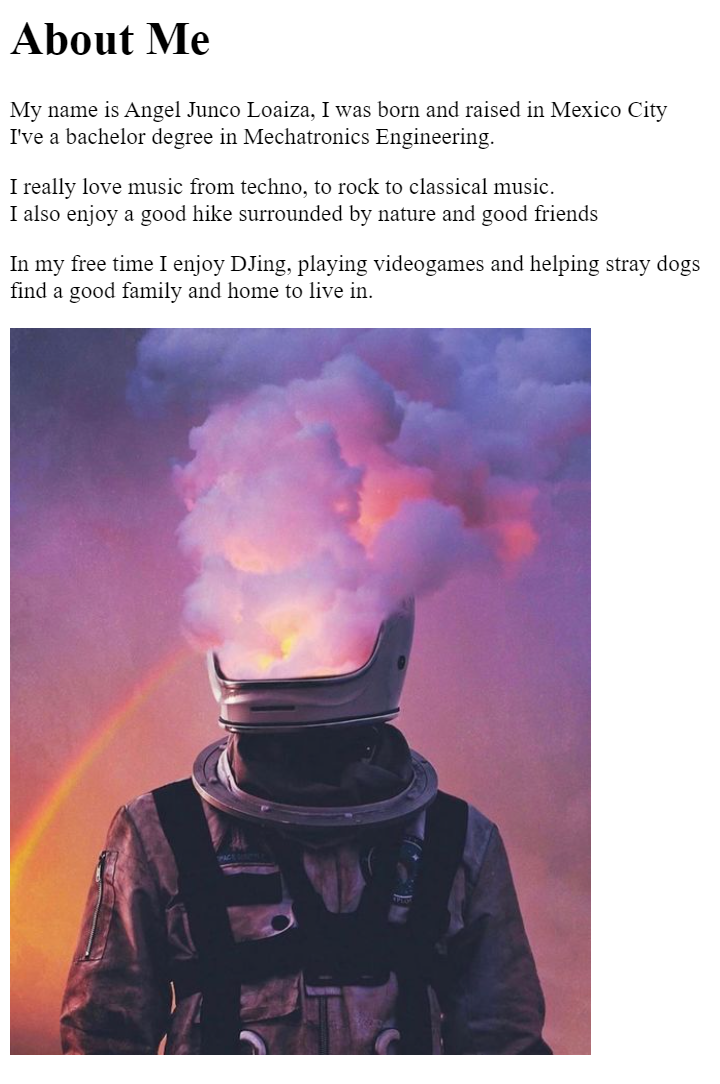 About Me
My name is Angel Junco Loaiza, I was born and raised in Mexico City
I've a bachelor degree in Mechatronics Engineering.
I really love music from techno, to rock to classical music.
I also enjoy a good hike surrounded by nature and good friends
In my free time I enjoy DJing, playing videogames and helping stray dogs
find a good family and home to live in.